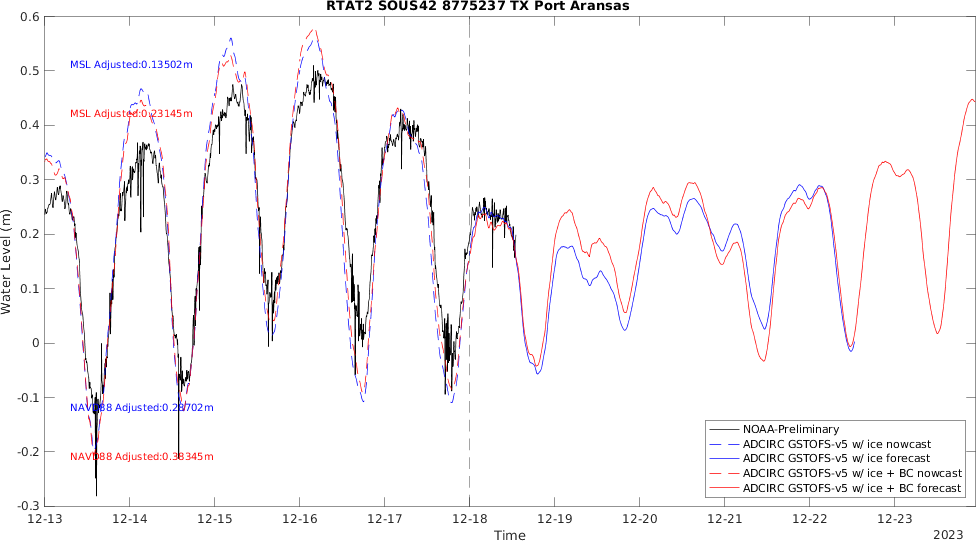 RTAT2 SOUS42 8775237 TX Port Aransas
0.6
0.5
0.4
0.3
0.2
0.1
0
-0.1
-0.2
-0.3
Water Level (m)
MSL Adjusted:0.13502m
MSL Adjusted:0.23145m
NAVD88 Adjusted:0.28702m
NAVD88 Adjusted:0.38345m
NOAA-Preliminary
ADCIRC GSTOFS-v5 w/ ice nowcast
ADCIRC GSTOFS-v5 w/ ice forecast
ADCIRC GSTOFS-v5 w/ ice + BC nowcast
ADCIRC GSTOFS-v5 w/ ice + BC forecast
12-13 12-14 12-15 12-16 12-17 12-18 12-19 12-20 12-21 12-22 12-23
Time
2023